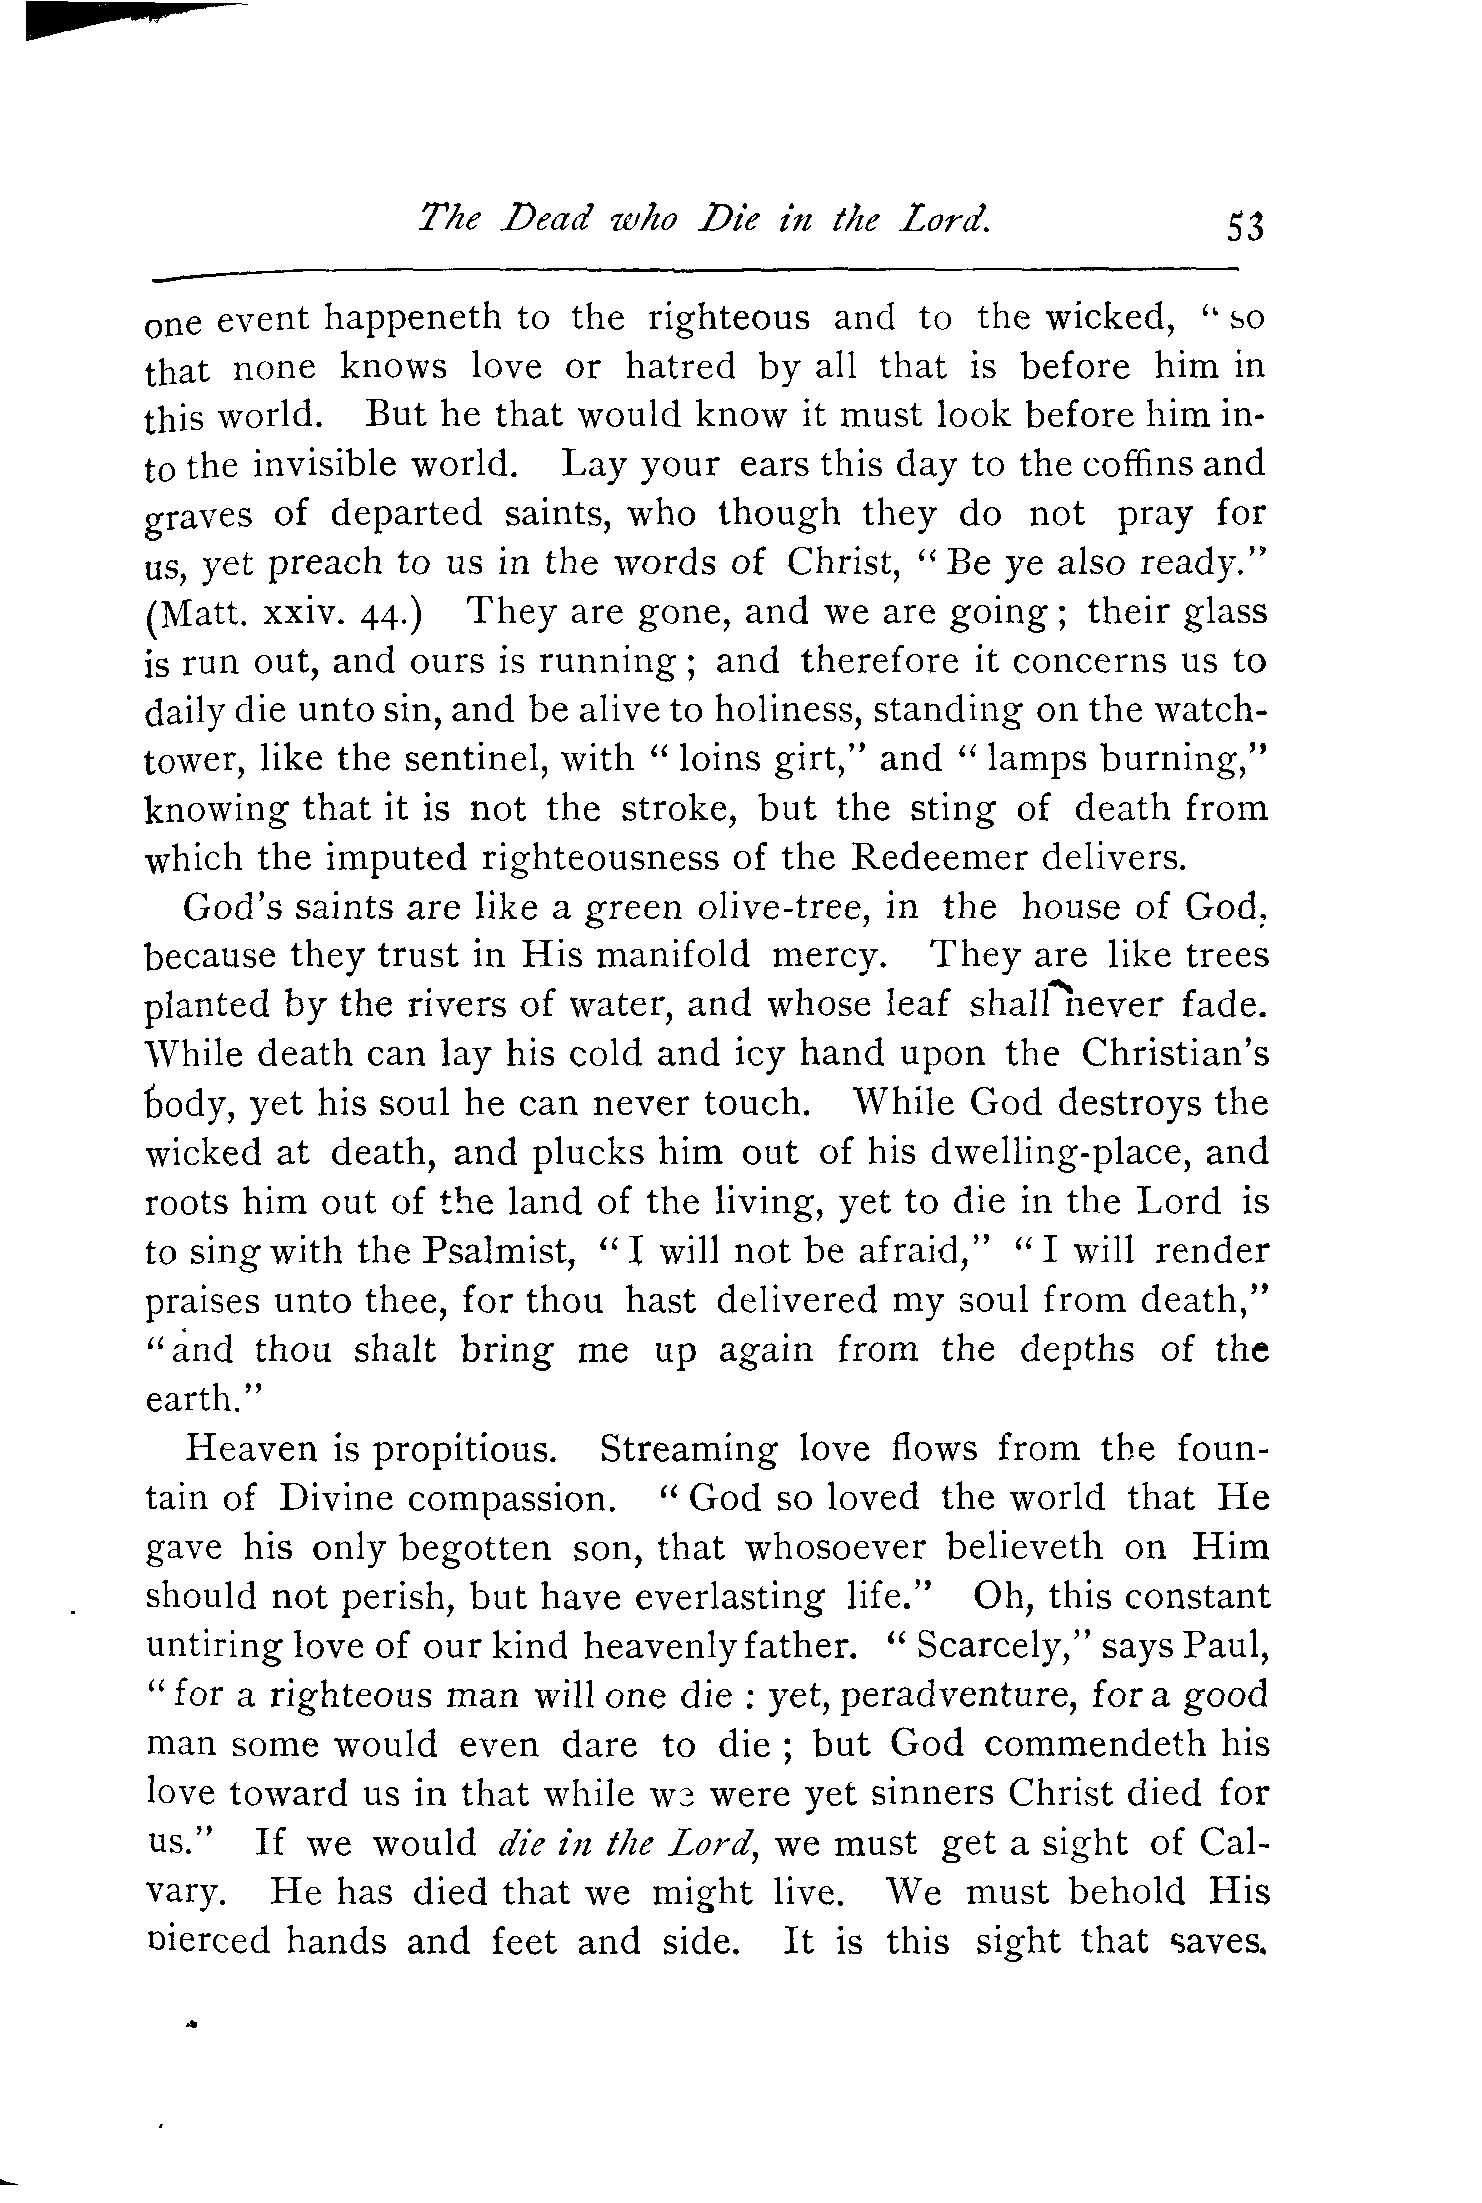 The Dead who Die in the Lord. 53
one event happeneth to the righteous and to the wicked, " so
that none knows love or hatred by all that is before him in
this world. But he that would know it must look before him in-
to the invisible world. Lay your ears this day to the coffins and
graves of departed saints, who though they do not pray for
us, yet preach to us in the words of Christ, " Be ye also ready."
(Matt. xxiv. 44.) They are gone, and we are going ; their glass
is run out, and ours is running ; and therefore it concerns us to
daily die unto sin, and be alive to holiness, standing on the watch-
tower, like the sentinel, with " loins girt," and " lamps burning,"
knowing that it is not the stroke, but the sting of death from
which the imputed righteousness of the Redeemer delivers.
God's saints are like a green olive-tree, in the house of God,
because they trust in His manifold mercy. They are like trees
planted by the rivers of water, and whose leaf shall never fade.
While death can lay his cold and icy hand upon the Christian's
body, yet his soul he can never touch. While God destroys the
wicked at death, and plucks him out of his dwelling-place, and
roots him out of the land of the living, yet to die in the Lord is
to sing with the Psalmist, " I will not be afraid," " I will render
praises unto thee, for thou hast delivered my soul from death,"
" and thou shalt bring me up again from the depths of the
earth."
Heaven is propitious. Streaming love flows from the foun-
tain of Divine compassion. " God so loved the world that He
gave his only begotten son, that whosoever believeth on Him
should not perish, but have everlasting life." Oh, this constant
untiring love of our kind heavenly father. " Scarcely," says Paul,
" for a righteous man will one die : yet, peradventure, for a good
man some would even dare to die ; but God commendeth his
love toward us in that while we were yet sinners Christ died for
us." If we would die in the Lord, we must get a sight of Cal-
vary. He has died that we might live. We must behold His
pierced hands and feet and side. It is this sight that saves.